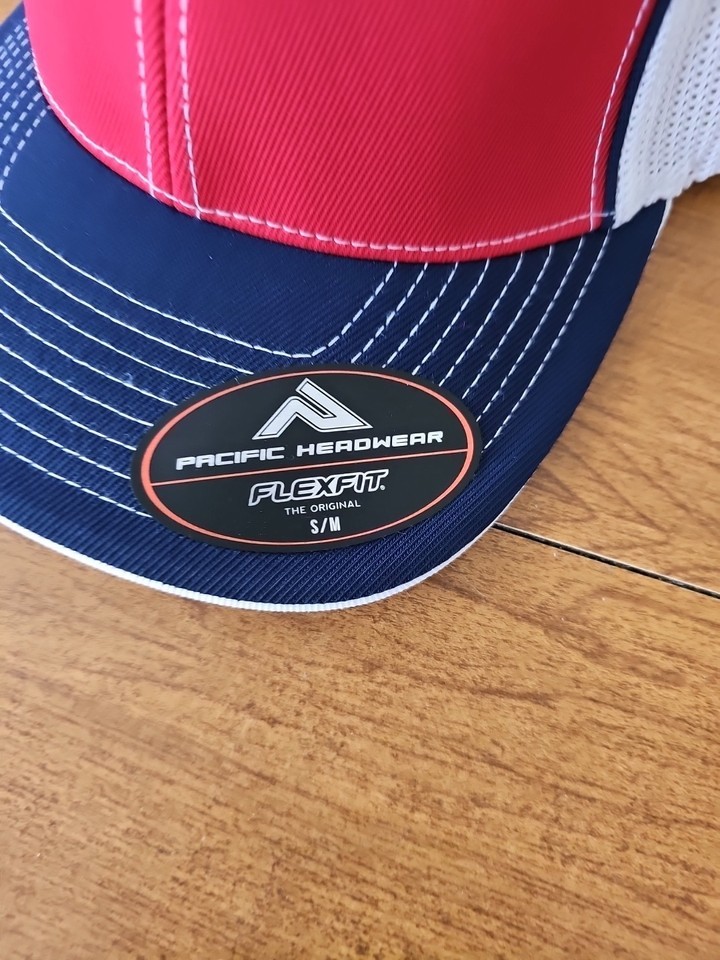 PACIFIC HEADWEAR
FLEXFIT®
THE ORIGINAL
S/M